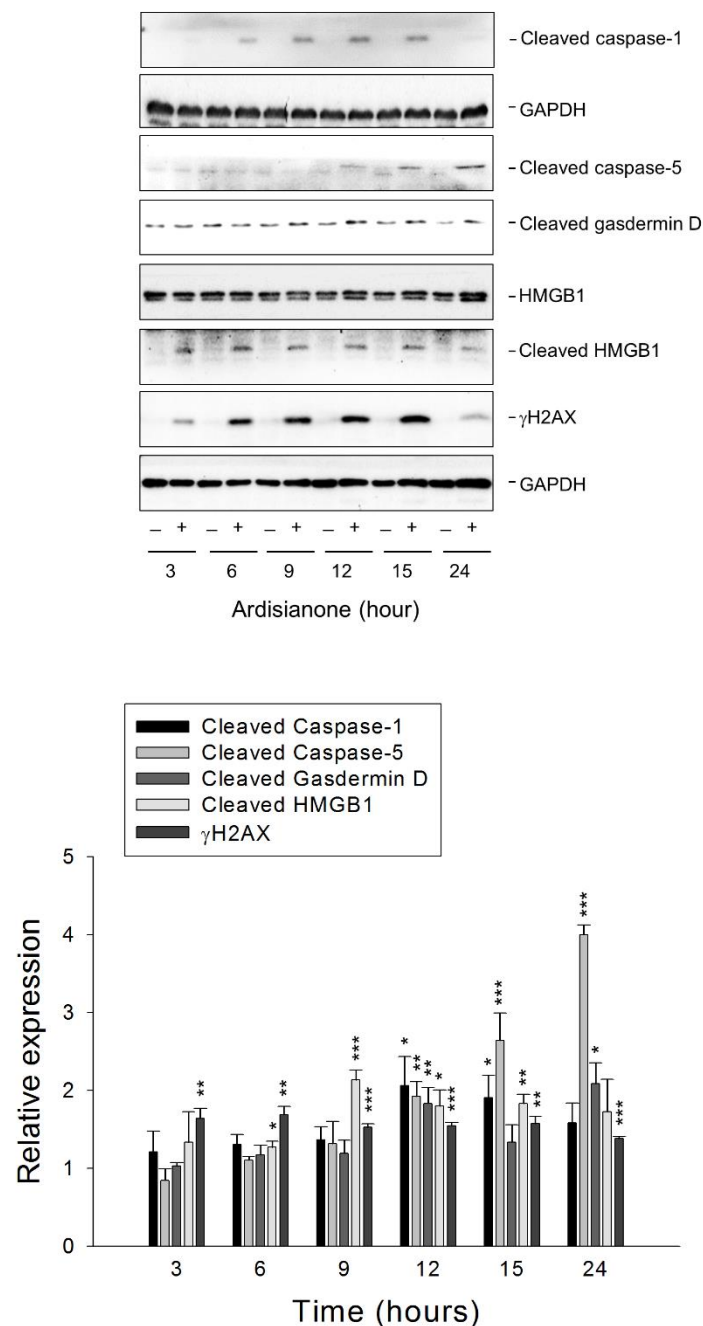 Cleaved caspase-1
GAPDH
Cleaved caspase-5
Cleaved gasdermin D
HMGB1
Cleaved HMGB1
γH2AX
GAPDH
– + – + – + – + – + – +
3 6 9 12 15 24
Ardisianone (hour)
Cleaved Caspase-1
Cleaved Caspase-5
Cleaved Gasdermin D
Cleaved HMGB1
γH2AX
Relative expression
5
4
3
2
1
0
** * ** *** *** * ** ** * *** * *** ** ** *** * ***
3 6 9 12 15 24
Time (hours)